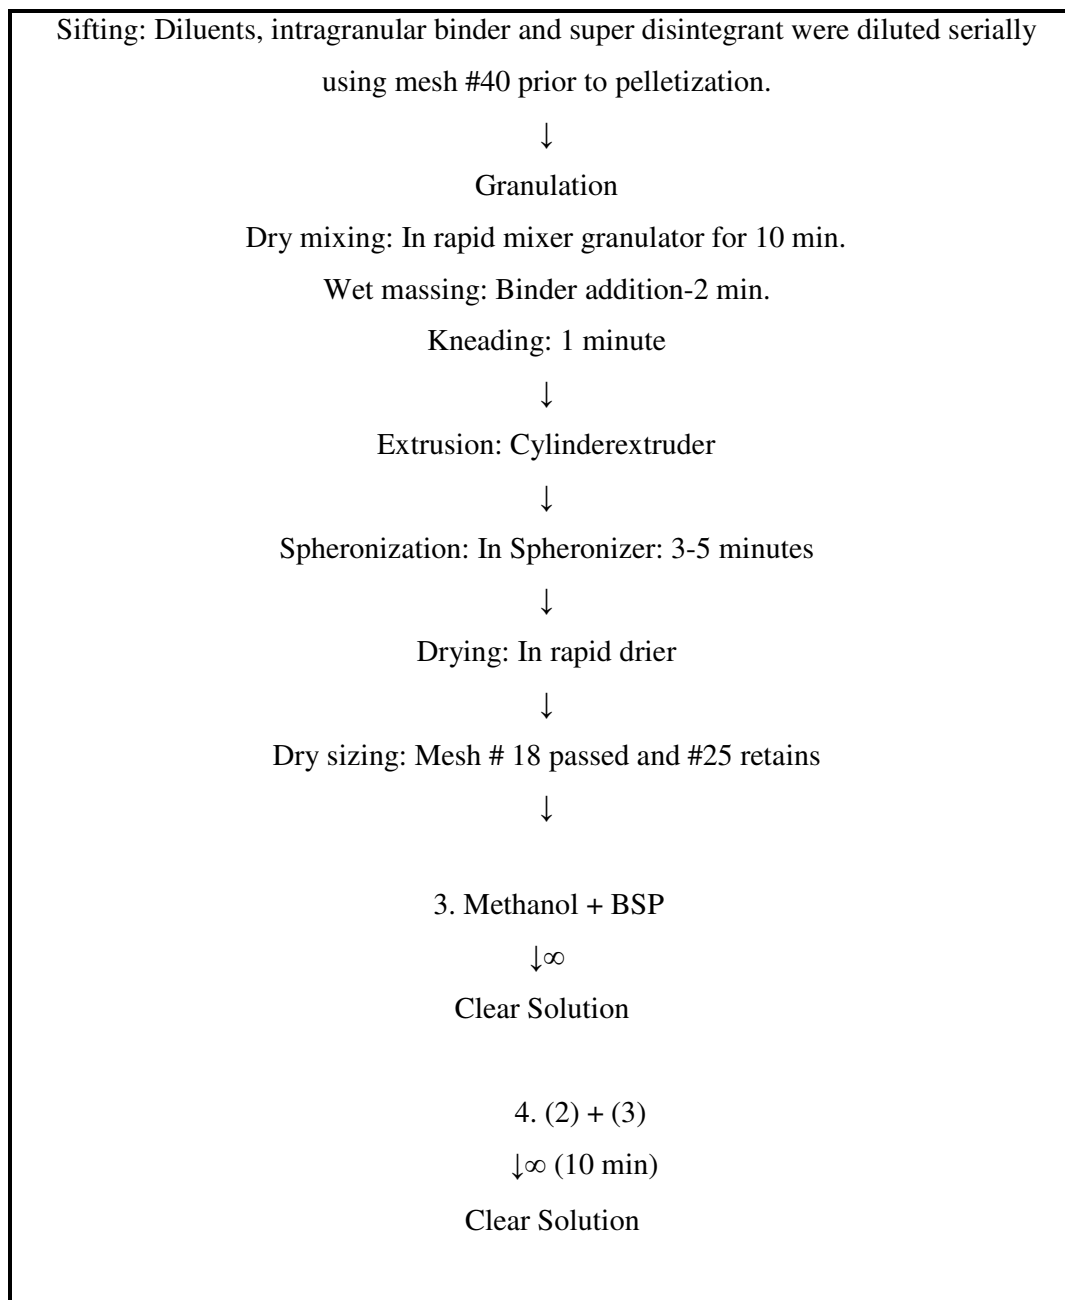 Sifting: Diluents, intragranular binder and super disintegrant were diluted serially
using mesh #40 prior to pelletization.
↓
Granulation
Dry mixing: In rapid mixer granulator for 10 min.
Wet massing: Binder addition-2 min.
Kneading: 1 minute
↓
Extrusion: Cylinderextruder
↓
Spheronization: In Spheronizer: 3-5 minutes
↓
Drying: In rapid drier
↓
Dry sizing: Mesh # 18 passed and #25 retains
↓
3. Methanol + BSP
↓∞
Clear Solution
4. (2) + (3)
↓∞ (10 min)
Clear Solution